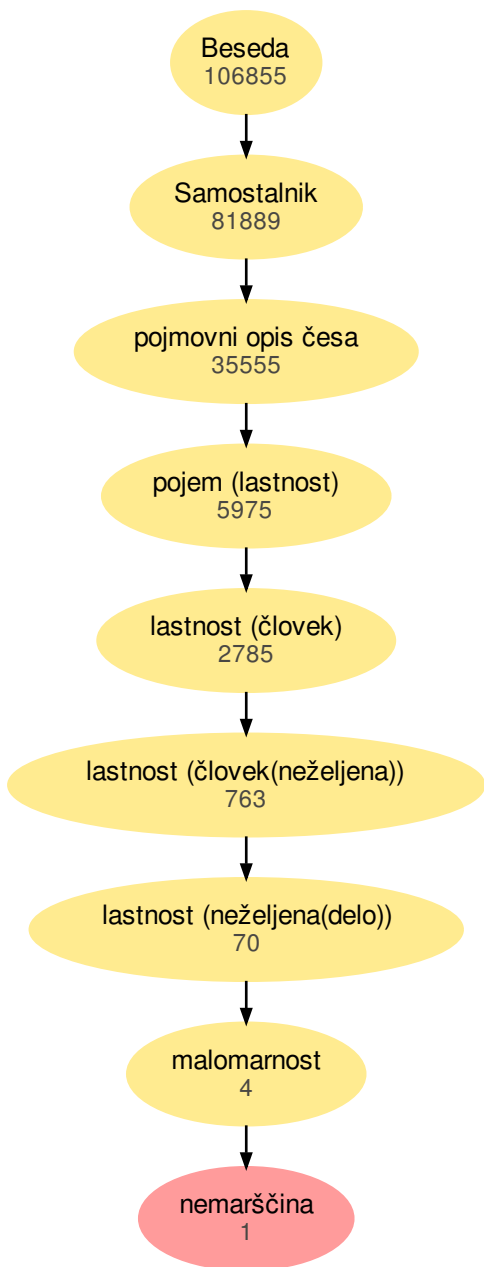 Beseda
106855
Samostalnik
81889
pojmovni opis česa
35555
pojem (lastnost)
5975
lastnost (človek)
2785
lastnost (človek(neželjena))
763
lastnost (neželjena(delo))
70
malomarnost
4
nemarščina
1